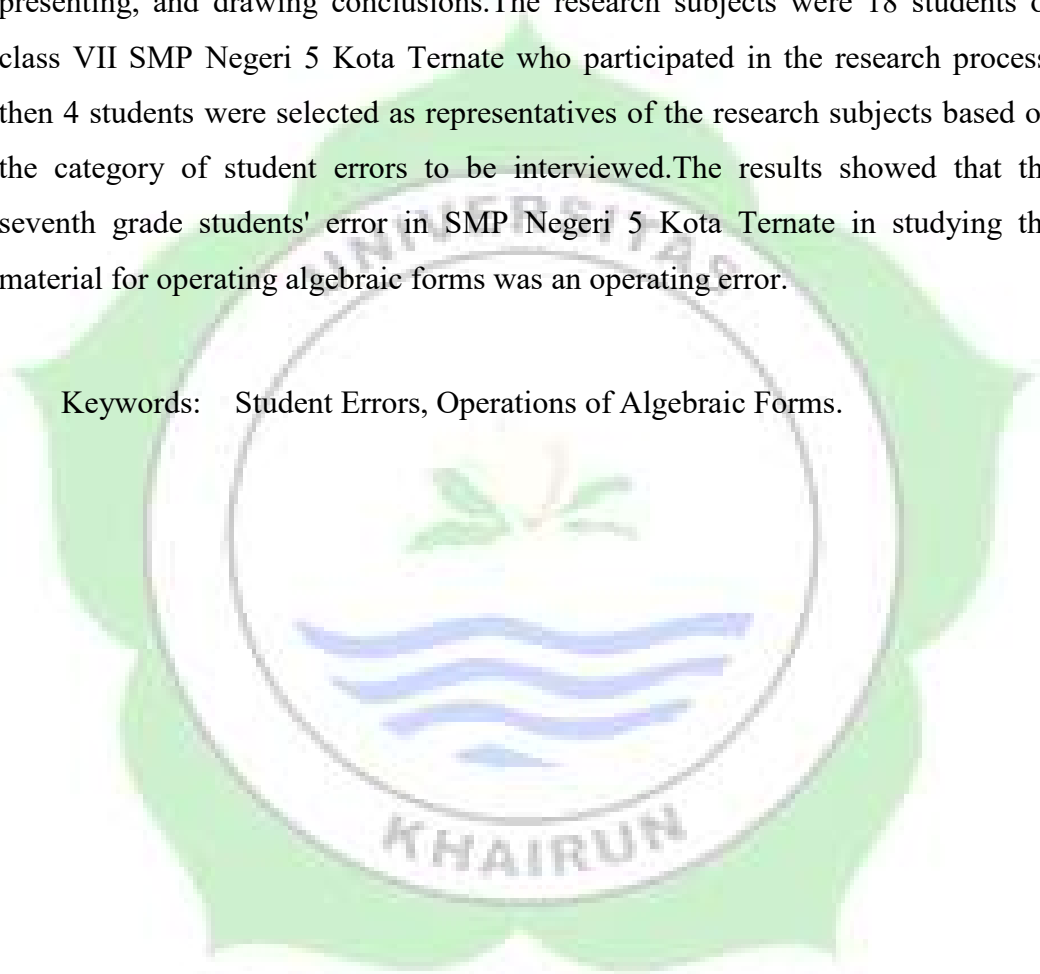 presenting, and drawing conclusions.The research subjects were 18 students
class VII SMP Negeri 5 Kota Ternate who participated in the research process
then 4 students were selected as representatives of the research subjects based
the category of student errors to be interviewed.The results showed that
seventh grade students' error in SMP Negeri 5 Kota Ternate in studying
material for operating algebraic forms was an operating error.
Keywords: Student Errors, Operations of Algebraic Forms.
UNIVERSITAS
KHAIRUN